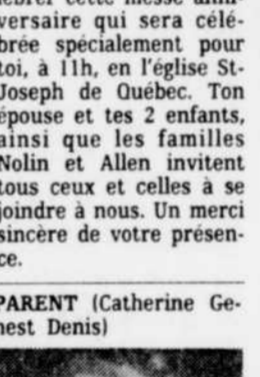 lébrer cette messe anni-
versaire qui sera célé-
brée spécialement pour
toi, à 11h, en l'église St-
Joseph de Québec. Ton
épouse et tes 2 enfants,
ainsi que les familles
Nolin et Allen invitent
tous ceux et celles à se
joindre à nous. Un merci
sincère de votre présen-
ce.
PARENT (Catherine Ge-
nest Denis)